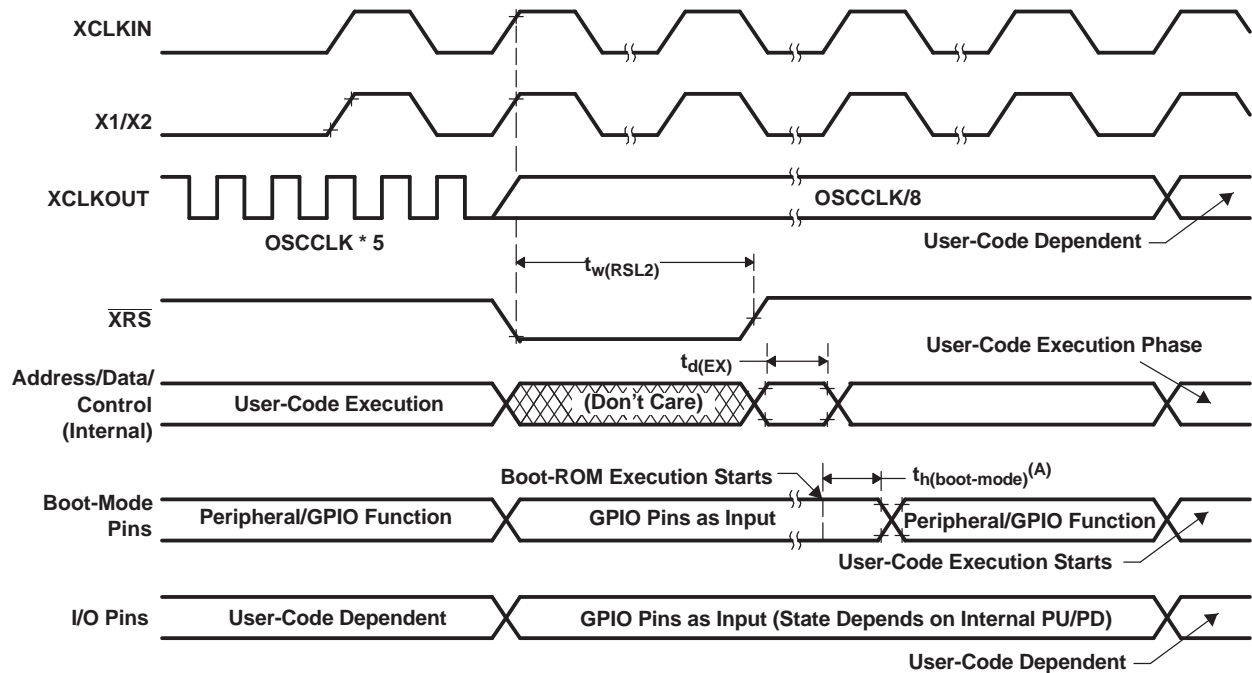 XCLKIN
X1/X2
XCLKOUT
OSCCLK * 5
OSCCLK/8
User-Code Dependent
tw(RSL2)
XRS
td(EX)
User-Code Execution Phase
Address/Data/
Control
(Internal)
User-Code Execution
(Don't Care)
Boot-ROM Execution Starts
th(boot-mode)(A)
Boot-Mode
Pins
Peripheral/GPIO Function
GPIO Pins as Input
Peripheral/GPIO Function
User-Code Execution Starts
I/O Pins
User-Code Dependent
GPIO Pins as Input (State Depends on Internal PU/PD)
User-Code Dependent